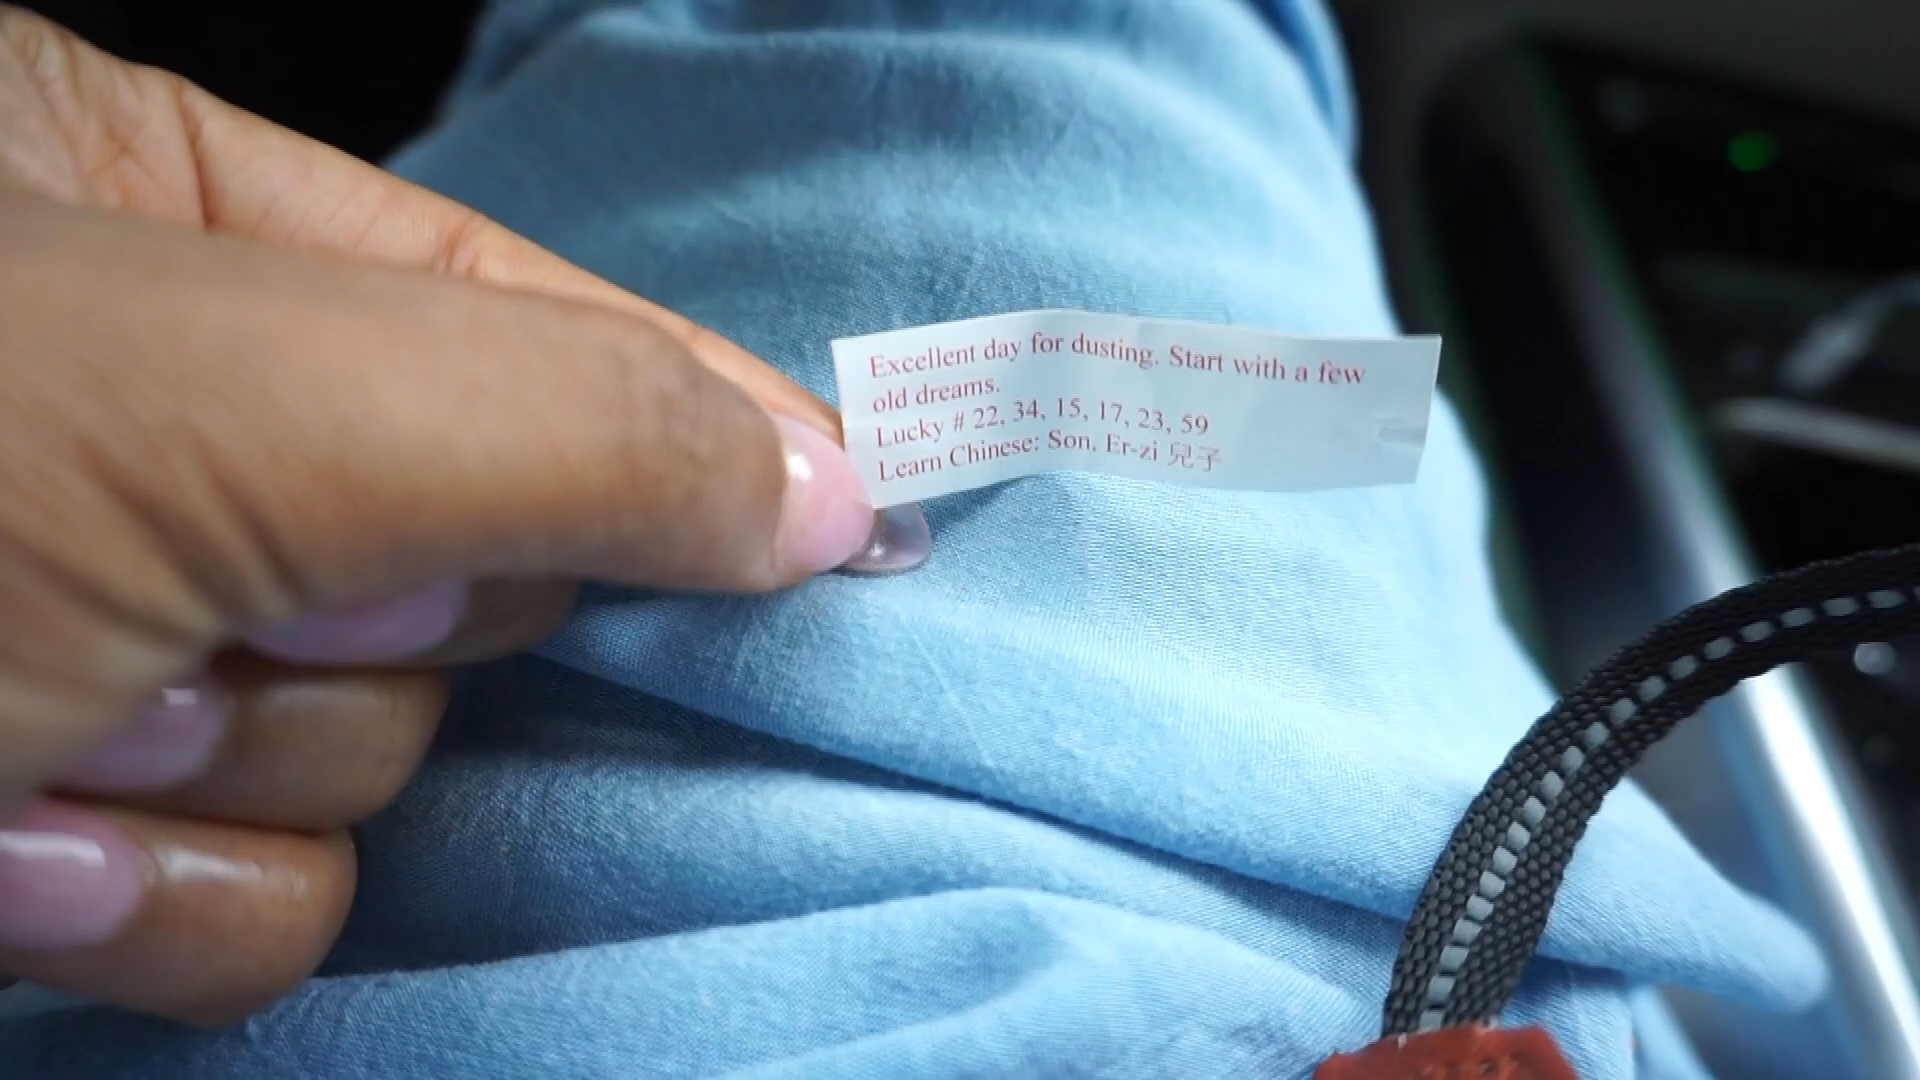 Excellent day for dusting. Start with a few
old dreams.
Lucky # 22, 34, 15, 17, 23, 59
Learn Chinese: Son. Er-zi 兒子